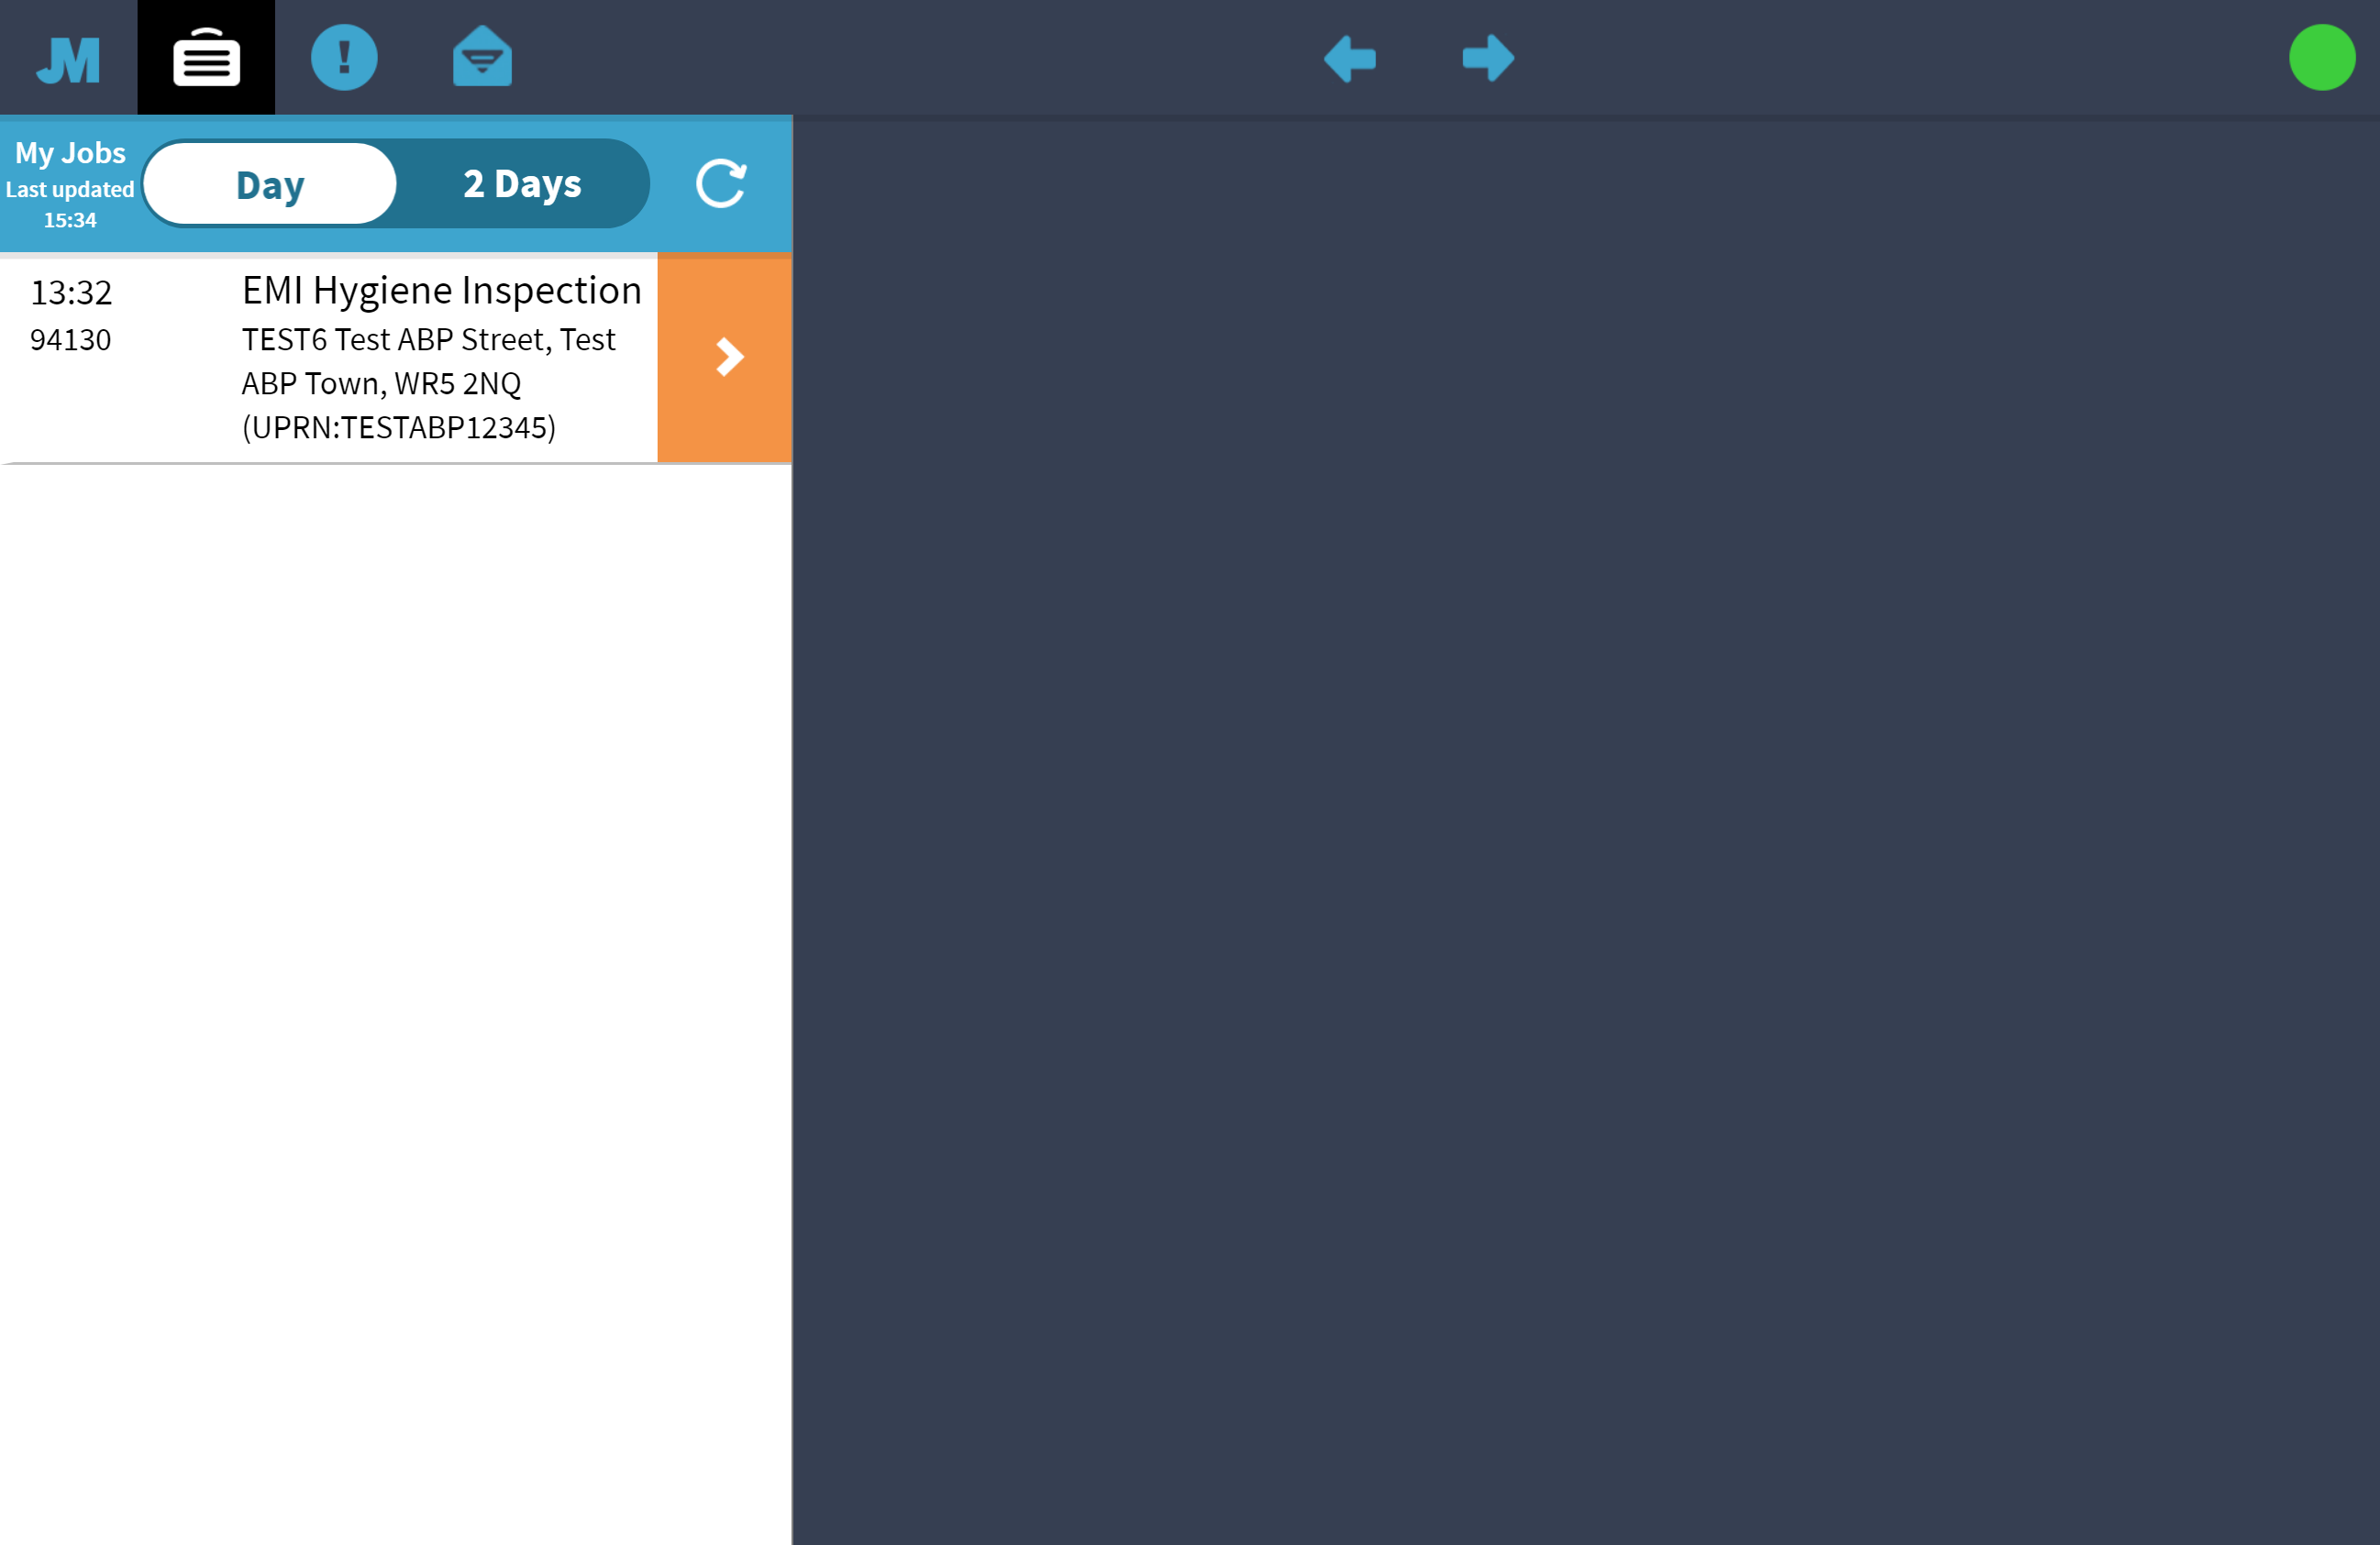 JM
!
My Jobs
Last updated
15:34
Day
2 Days
13:32
94130
EMI Hygiene Inspection
TEST6 Test ABP Street, Test
ABP Town, WR5 2NQ
(UPRN:TESTABP12345)